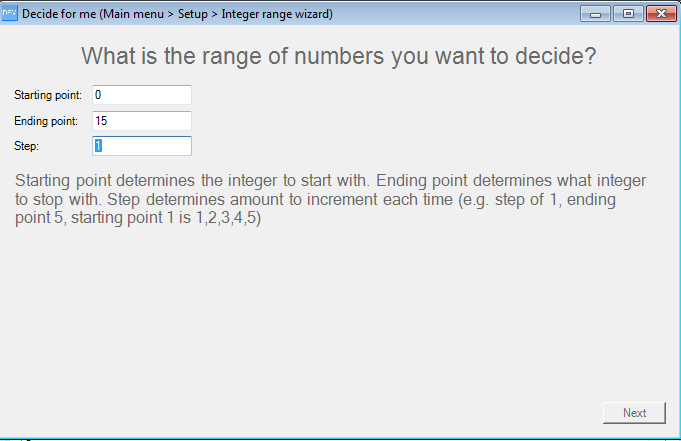 DEV Decide for me (Main menu > Setup > Integer range wizard)
What is the range of numbers you want to decide?
Starting point: 0
Ending point: 15
Step: 1
Starting point determines the integer to start with. Ending point determines what integer
to stop with. Step determines amount to increment each time (e.g. step of 1, ending
point 5, starting point 1 is 1,2,3,4,5)
Next